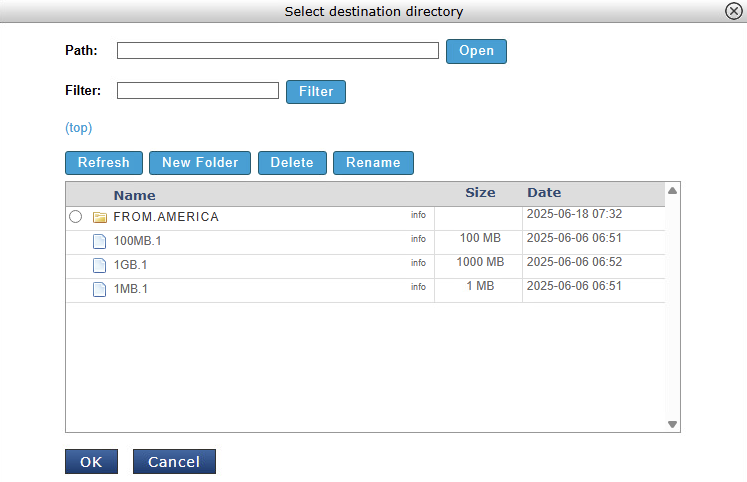 Select destination directory
Path: Open
Filter: Filter
(top)
Refresh New Folder Delete Rename
Name Size Date
FROM.AMERICA info 2025-06-18 07:32
100MB.1 info 100 MB 2025-06-06 06:51
1GB.1 info 1000 MB 2025-06-06 06:52
1MB.1 info 1 MB 2025-06-06 06:51
OK Cancel